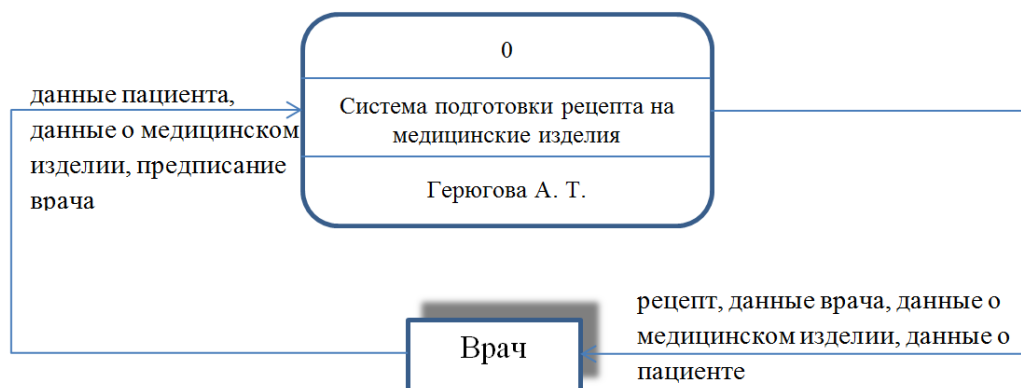 0
Система подготовки рецепта на
медицинские изделия
Герюгова А. Т.
данные пациента,
данные о медицинском
изделии, предписание
врача
Врач
рецепт, данные врача, данные о
медицинском изделии, данные о
пациенте